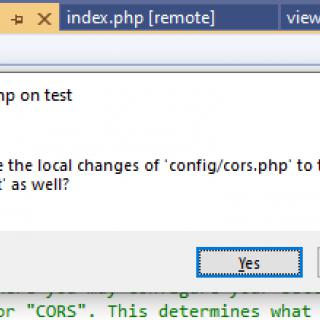 index.php [remote] view
np on test
e the local changes of 'config/cors.php' to t
t' as well?
Yes
or "CORS". This determines what